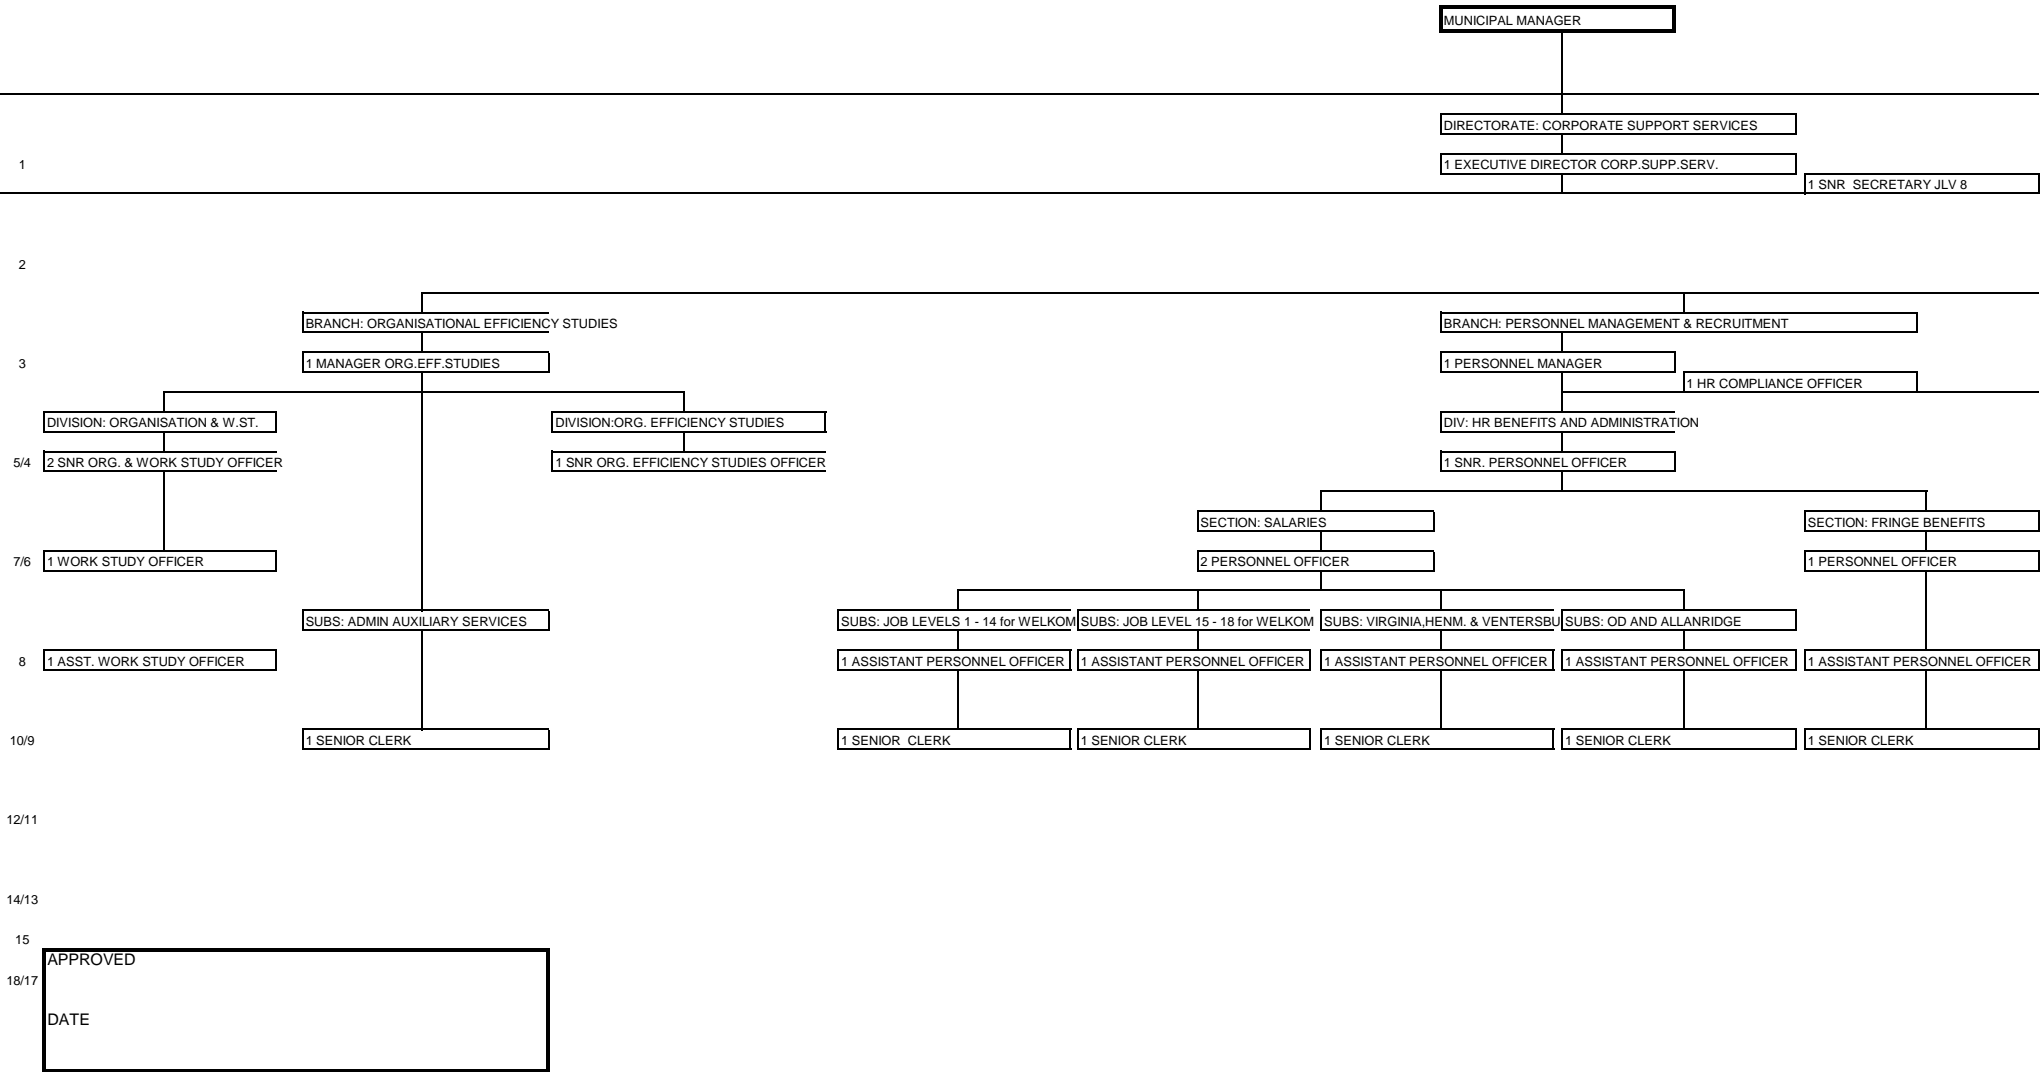 MUNICIPAL MANAGER
DIRECTORATE: CORPORATE SUPPORT SERVICES
1
1 EXECUTIVE DIRECTOR CORP.SUPP.SERV.
1 SNR  SECRETARY JLV 8
2
BRANCH: ORGANISATIONAL EFFICIENCY STUDIES
BRANCH: PERSONNEL MANAGEMENT & RECRUITMENT
3
1 MANAGER ORG.EFF.STUDIES
1 PERSONNEL MANAGER
1 HR COMPLIANCE OFFICER
DIVISION: ORGANISATION & W.ST.
DIVISION:ORG. EFFICIENCY STUDIES
DIV: HR BENEFITS AND ADMINISTRATION
5/4
2 SNR ORG. & WORK STUDY OFFICER
1 SNR ORG. EFFICIENCY STUDIES OFFICER
1 SNR. PERSONNEL OFFICER
SECTION: SALARIES
SECTION: FRINGE BENEFITS
7/6
1 WORK STUDY OFFICER
2 PERSONNEL OFFICER
1 PERSONNEL OFFICER
SUBS: ADMIN AUXILIARY SERVICES
SUBS: JOB LEVELS 1 - 14 for WELKOM
SUBS: JOB LEVEL 15 - 18 for WELKOM
SUBS: VIRGINIA,HENM. & VENTERSBU
SUBS: OD AND ALLANRIDGE
8
1 ASST. WORK STUDY OFFICER
1 ASSISTANT PERSONNEL OFFICER
1 ASSISTANT PERSONNEL OFFICER
1 ASSISTANT PERSONNEL OFFICER
1 ASSISTANT PERSONNEL OFFICER
1 ASSISTANT PERSONNEL OFFICER
10/9
1 SENIOR CLERK
1 SENIOR  CLERK
1 SENIOR CLERK
1 SENIOR CLERK
1 SENIOR CLERK
1 SENIOR CLERK
12/11
14/13
15
APPROVED
18/17
DATE